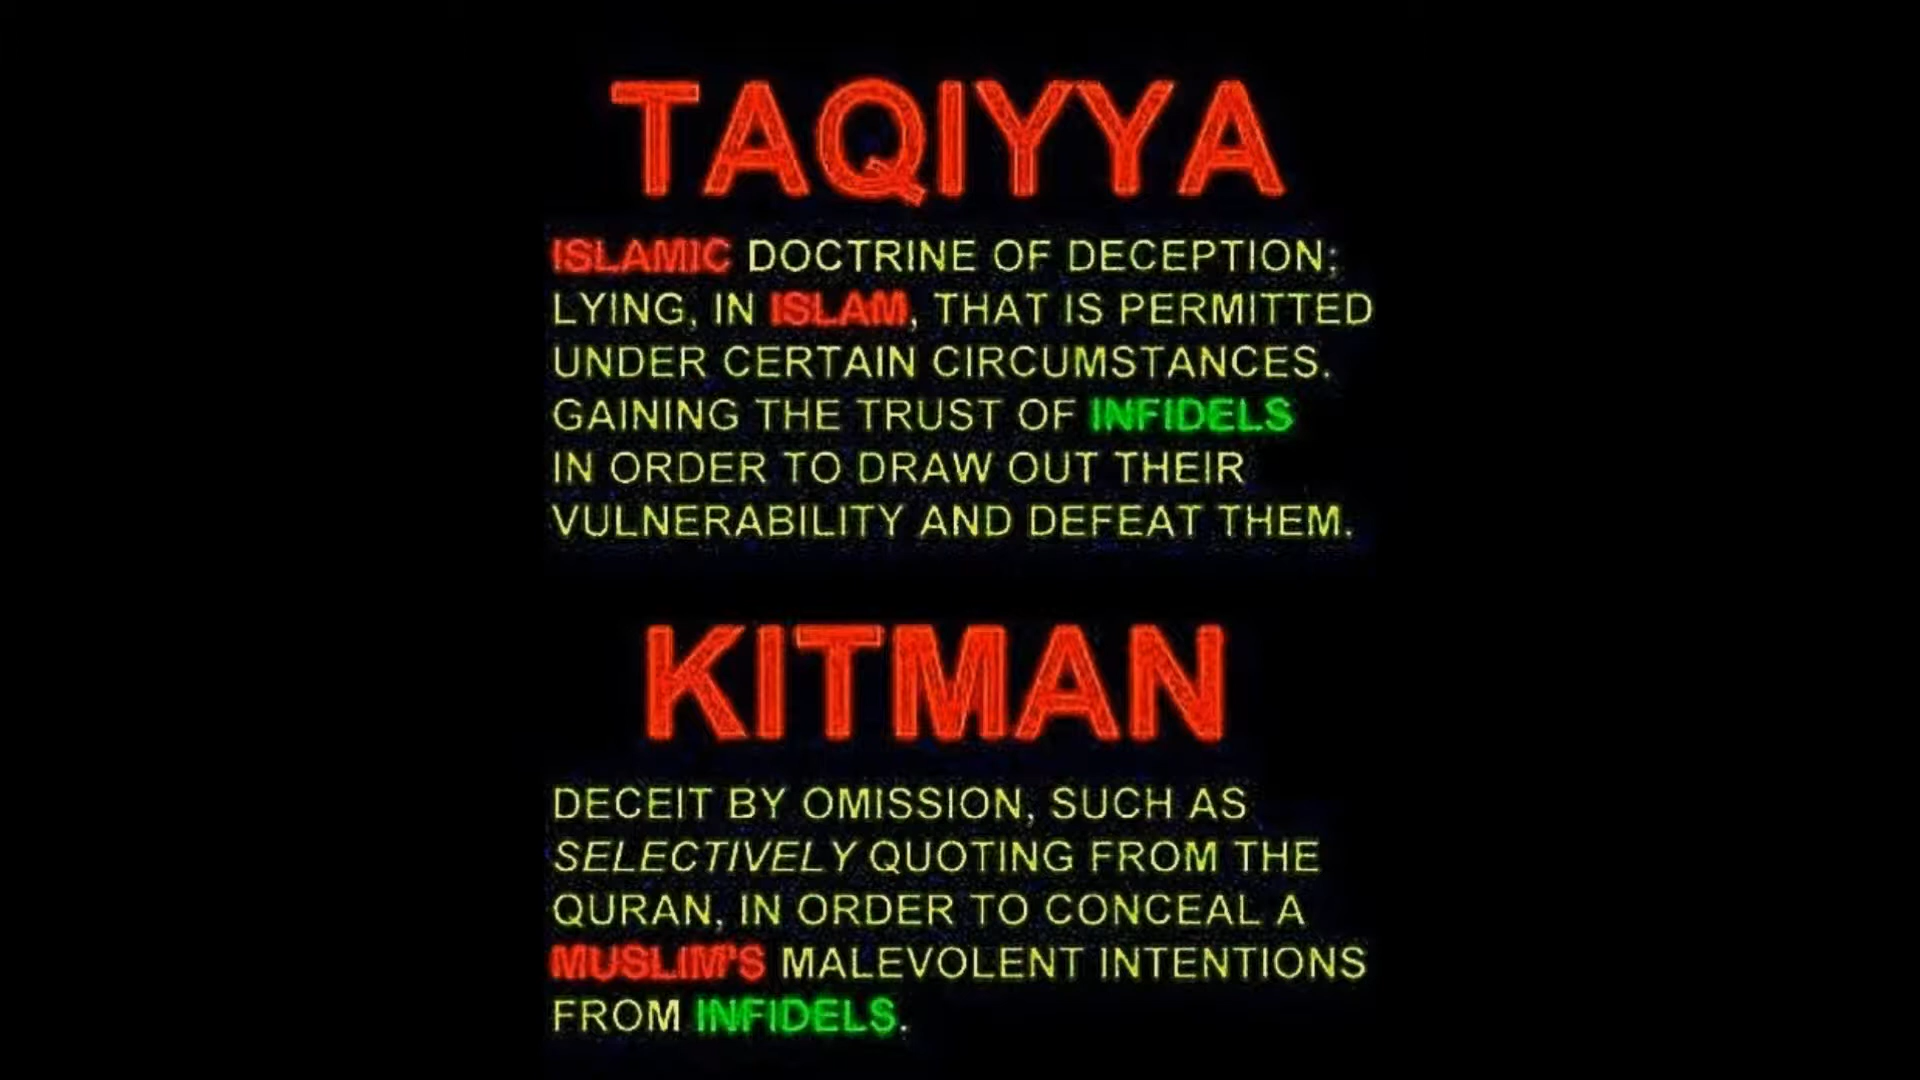 TAQIYYA
ISLAMIC DOCTRINE OF DECEPTION;
LYING, IN ISLAM, THAT IS PERMITTED
UNDER CERTAIN CIRCUMSTANCES.
GAINING THE TRUST OF INFIDELS
IN ORDER TO DRAW OUT THEIR
VULNERABILITY AND DEFEAT THEM.
KITMAN
DECEIT BY OMISSION, SUCH AS
SELECTIVELY QUOTING FROM THE
QURAN, IN ORDER TO CONCEAL A
MUSLIM'S MALEVOLENT INTENTIONS
FROM INFIDELS.